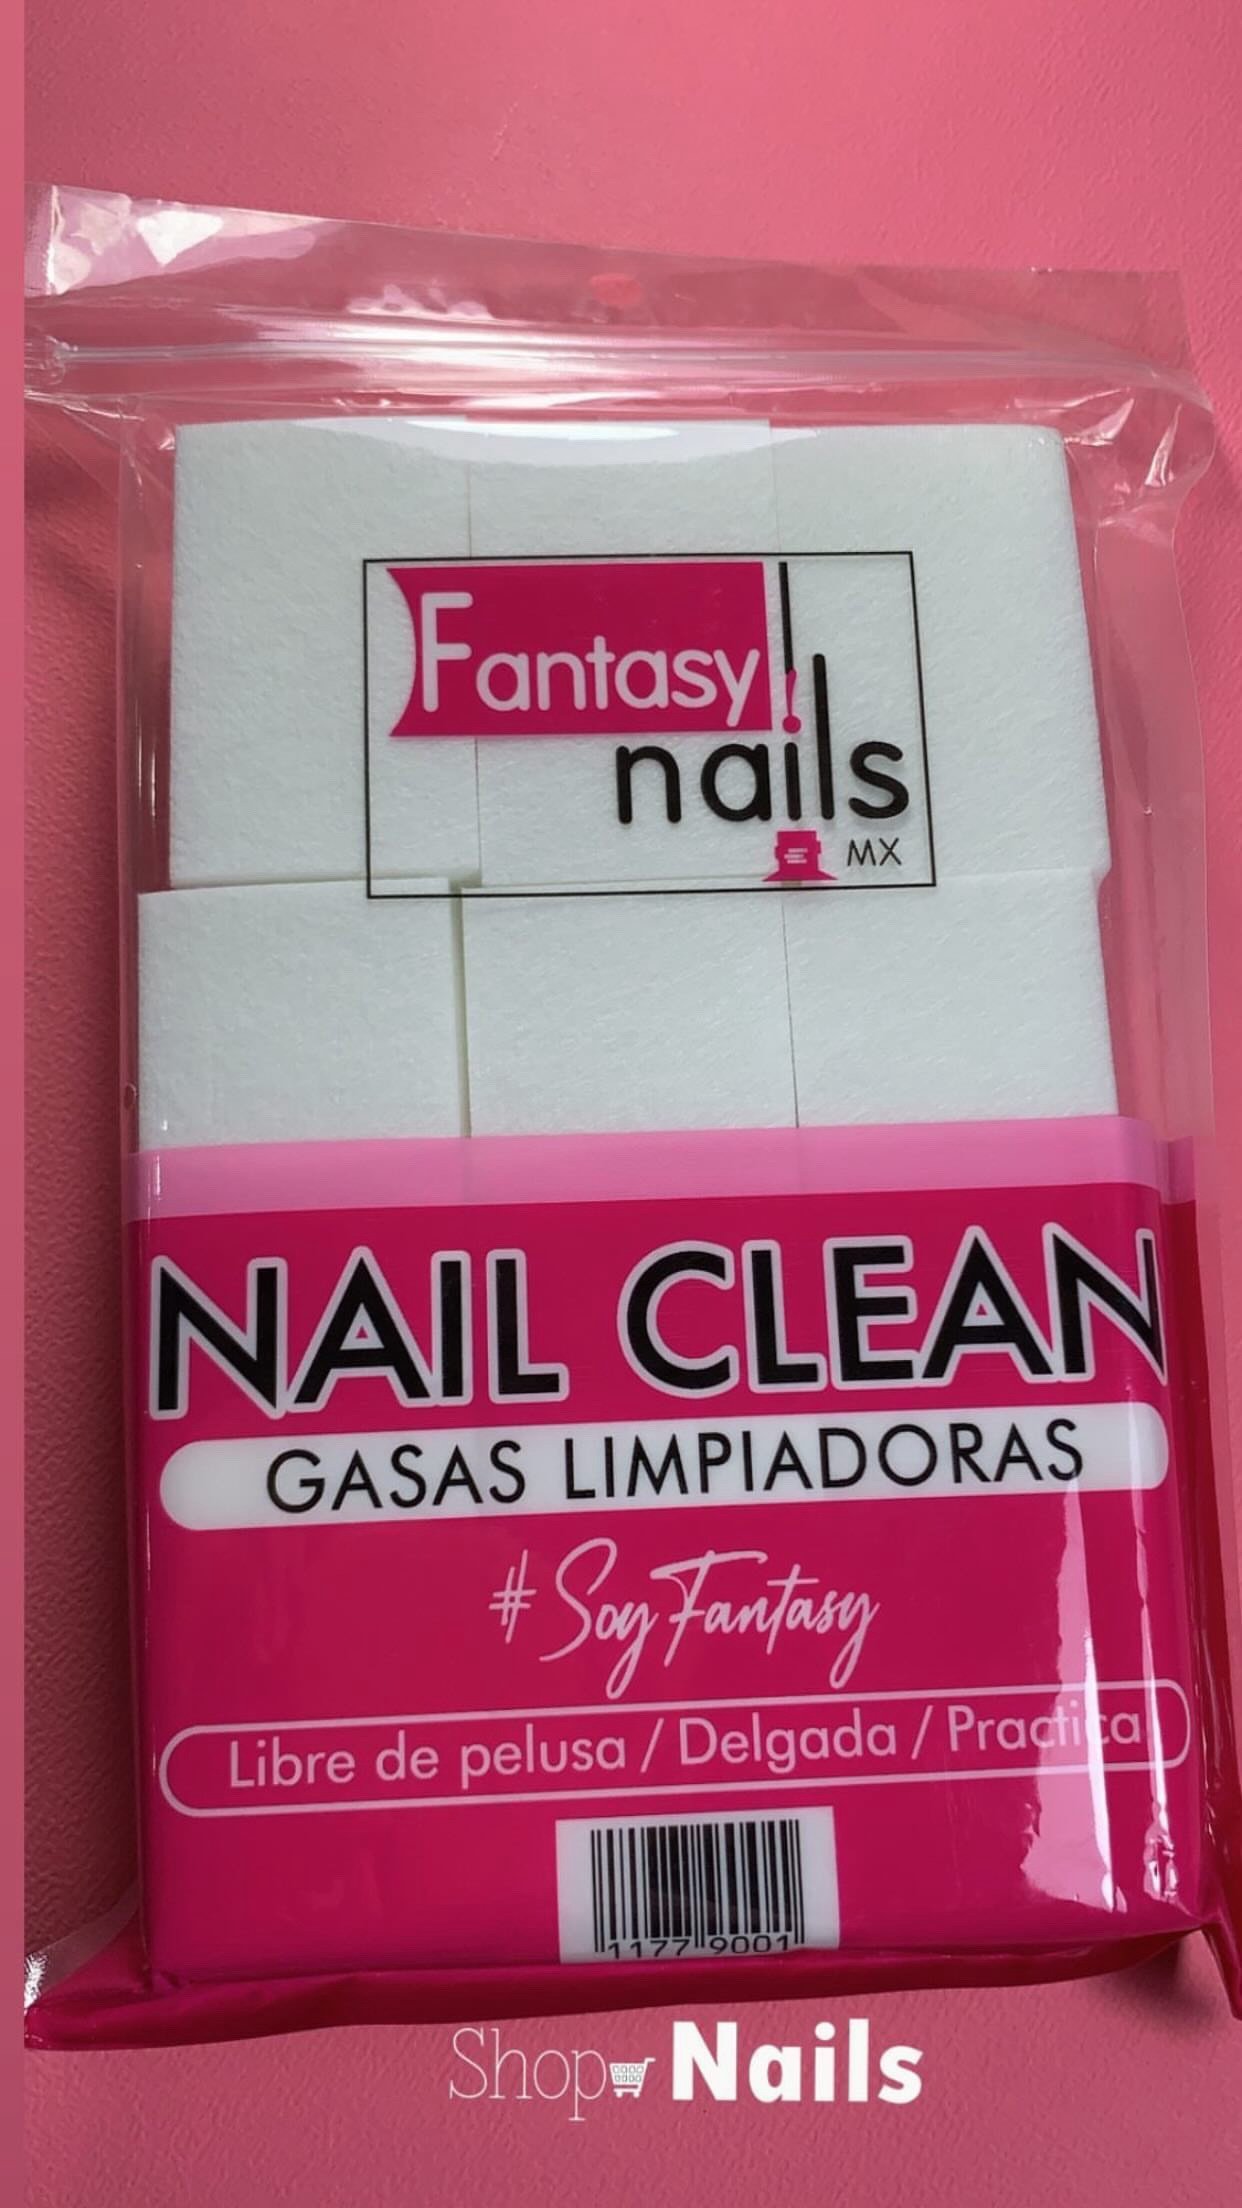 Fantasy
nails
MX
NAIL CLEAN
GASAS LIMPIADORAS
#SoyFantasy
Libre de pelusa / Delgada / Practica
1177 9001
Shop Nails